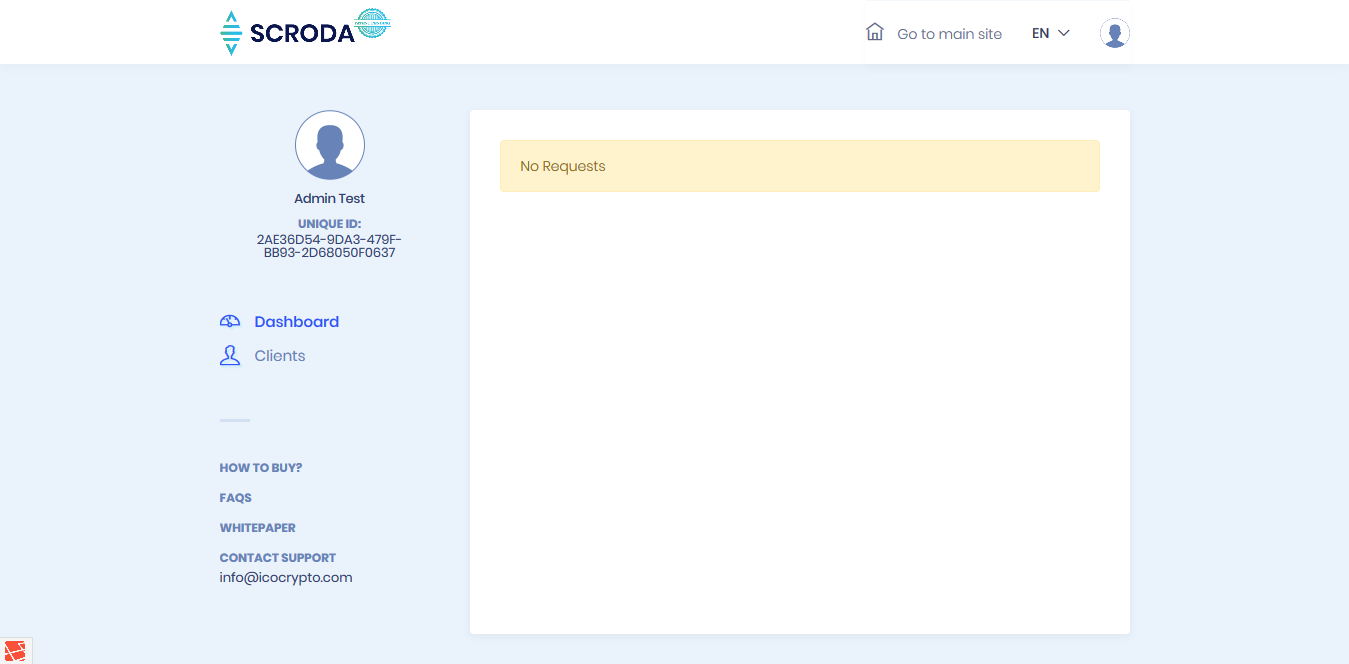 SCRODA
Go to main site
EN
Admin Test
UNIQUE ID:
2AE36D54-9DA3-479F-
BB93-2D68050F0637
Dashboard
Clients
HOW TO BUY?
FAQS
WHITEPAPER
CONTACT SUPPORT
info@icocrypto.com
No Requests